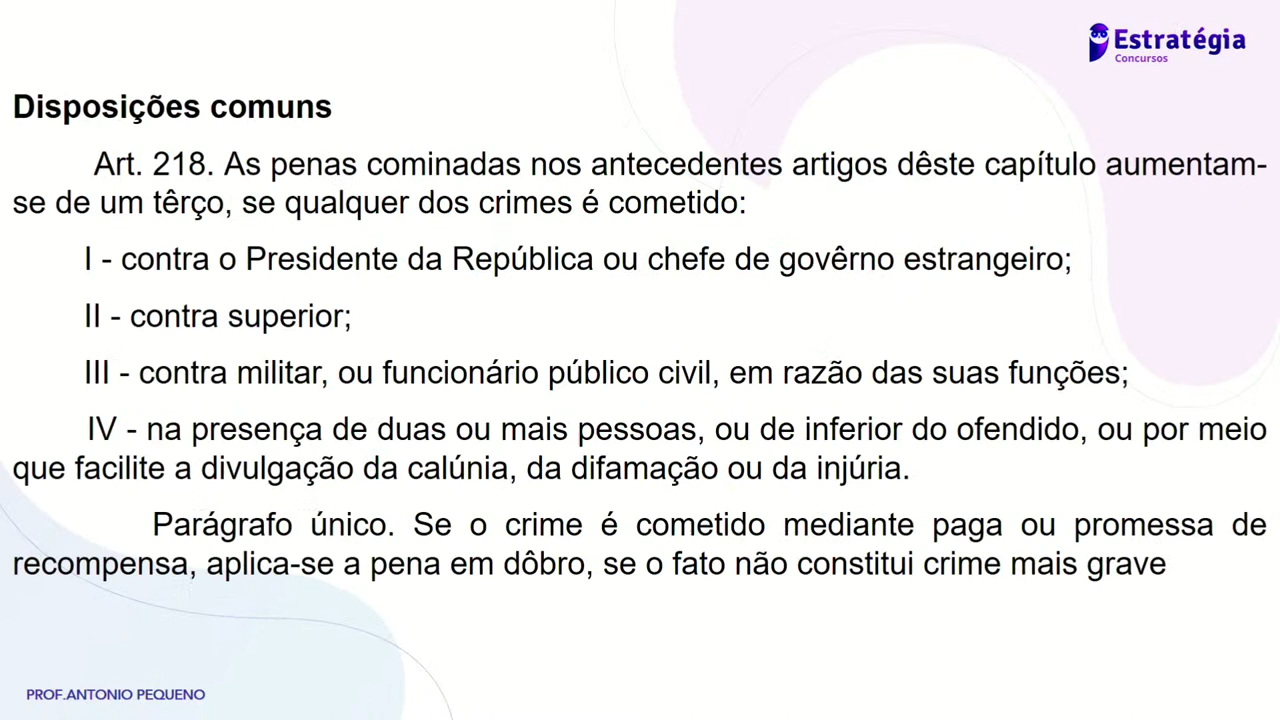 Estratégia
Concursos
Disposições comuns
Art. 218. As penas cominadas nos antecedentes artigos dêste capítulo aumentam-
se de um têrço, se qualquer dos crimes é cometido:
I - contra o Presidente da República ou chefe de govêrno estrangeiro;
II - contra superior;
III - contra militar, ou funcionário público civil, em razão das suas funções;
IV - na presença de duas ou mais pessoas, ou de inferior do ofendido, ou por meio
que facilite a divulgação da calúnia, da difamação ou da injúria.
Parágrafo único. Se o crime é cometido mediante paga ou promessa de
recompensa, aplica-se a pena em dôbro, se o fato não constitui crime mais grave
PROF.ANTONIO PEQUENO